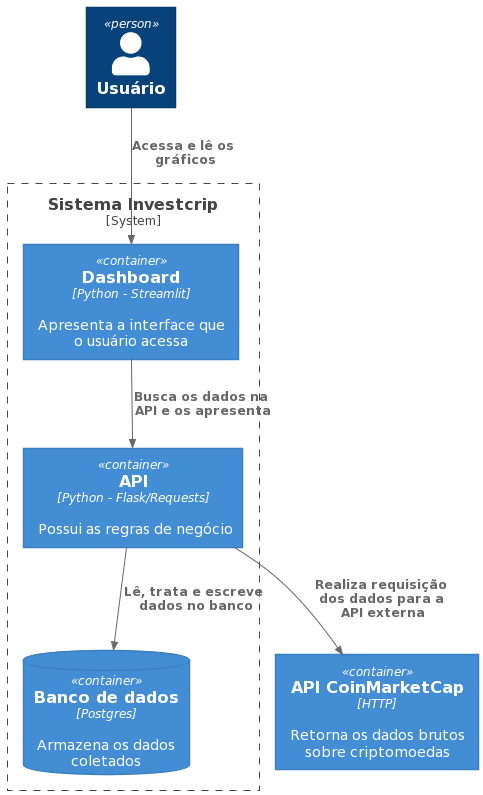 «person»
Usuário
Acessa e lê os
gráficos
Sistema Investcrip
[System]
«container»
Dashboard
[Python - Streamlit]
Apresenta a interface que
o usuário acessa
Busca os dados na
API e os apresenta
«container»
API
[Python - Flask/Requests]
Possui as regras de negócio
Lê, trata e escreve
dados no banco
Realiza requisição
dos dados para a
API externa
«container»
Banco de dados
[Postgres]
Armazena os dados
coletados
«container»
API CoinMarketCap
[HTTP]
Retorna os dados brutos
sobre criptomoedas